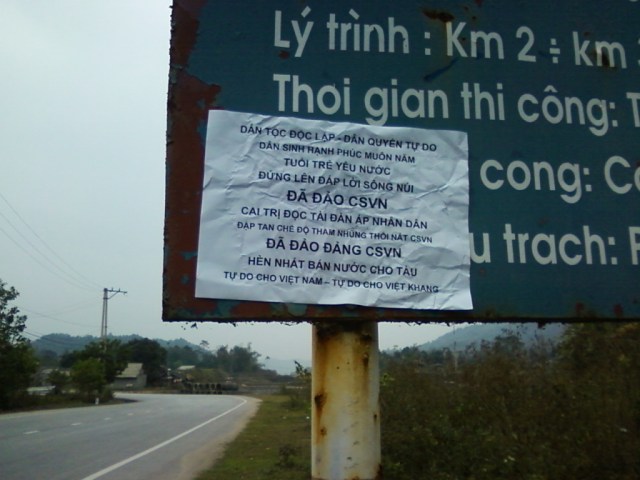 Lý trình : Km 2 ÷ km
Thoi gian thi công: T
cong: Cô
u trach: P
DÂN TỘC ĐỘC LẬP - DÂN QUYỀN TỰ DO
DÂN SINH HẠNH PHÚC MUÔN NĂM
TUỔI TRẺ YÊU NƯỚC
ĐỨNG LÊN ĐÁP LỜI SÔNG NÚI
ĐÃ ĐẢO CSVN
CAI TRỊ ĐỘC TÀI ĐÀN ÁP NHÂN DÂN
ĐẬP TAN CHẾ ĐỘ THAM NHŨNG THỐI NÁT CSVN
ĐÃ ĐẢO ĐẢNG CSVN
HÈN NHÁT BÁN NƯỚC CHO TÀU
TỰ DO CHO VIỆT NAM – TỰ DO CHO VIỆT KHANG